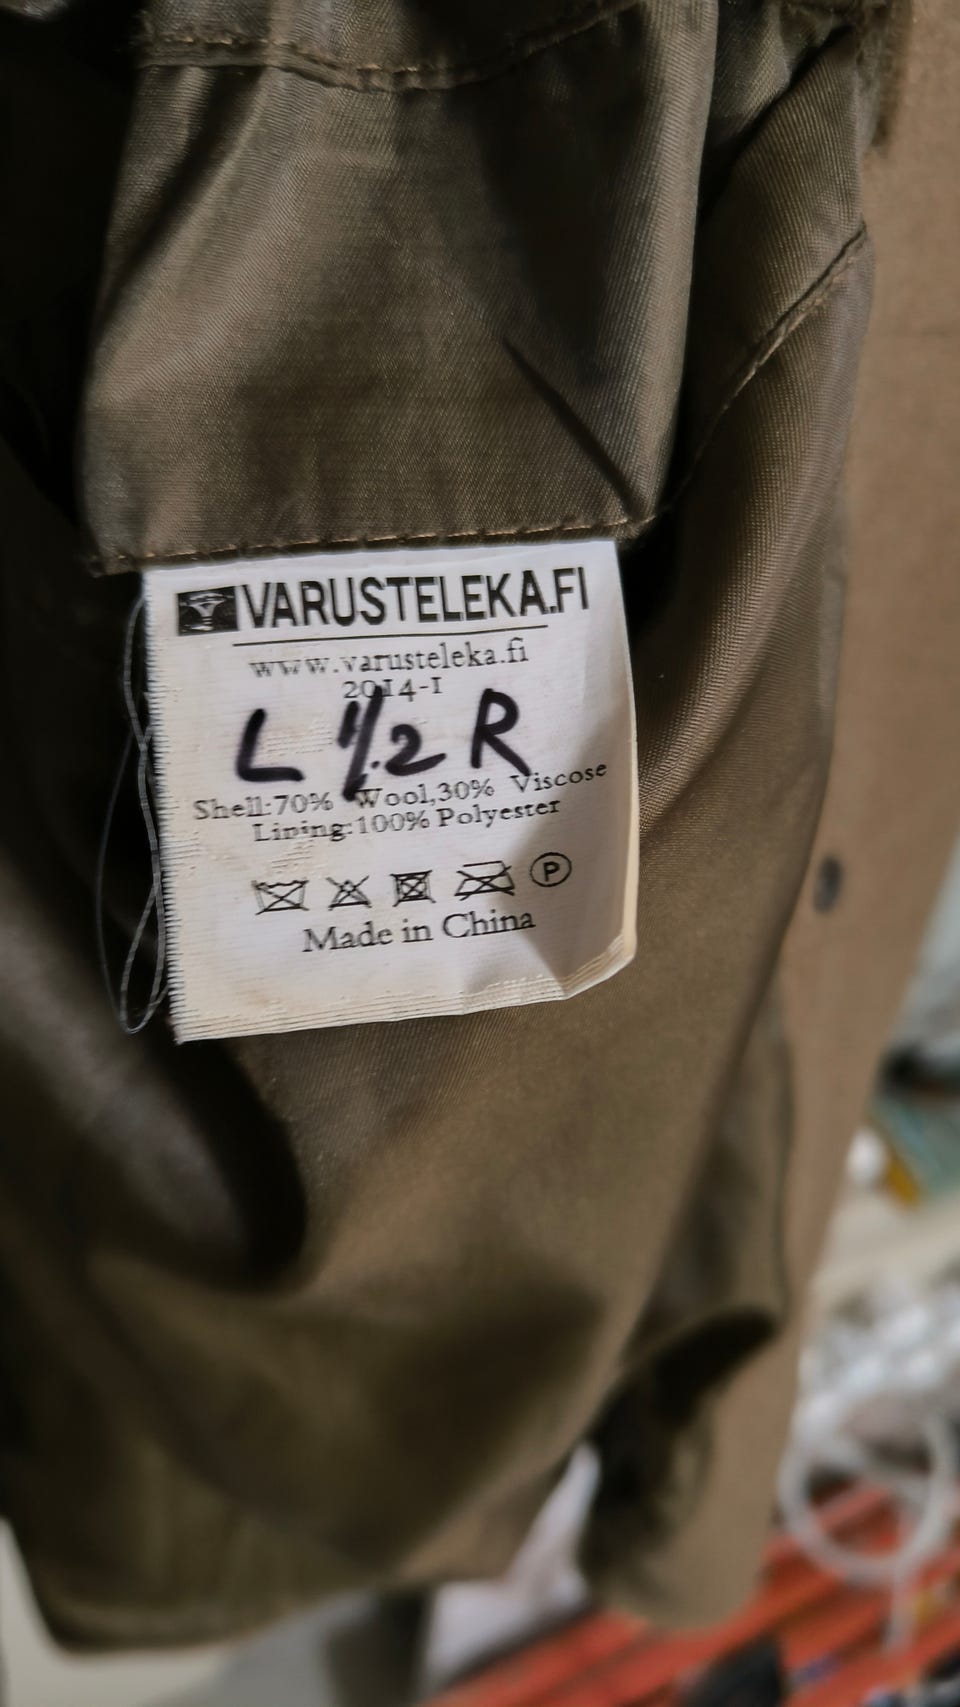 VARUSTELEKA.FI
www.varusteleka.fi
2014-1
L 1/2 R
Shell:70% Wool,30% Viscose
Lining:100% Polyester
P
Made in China